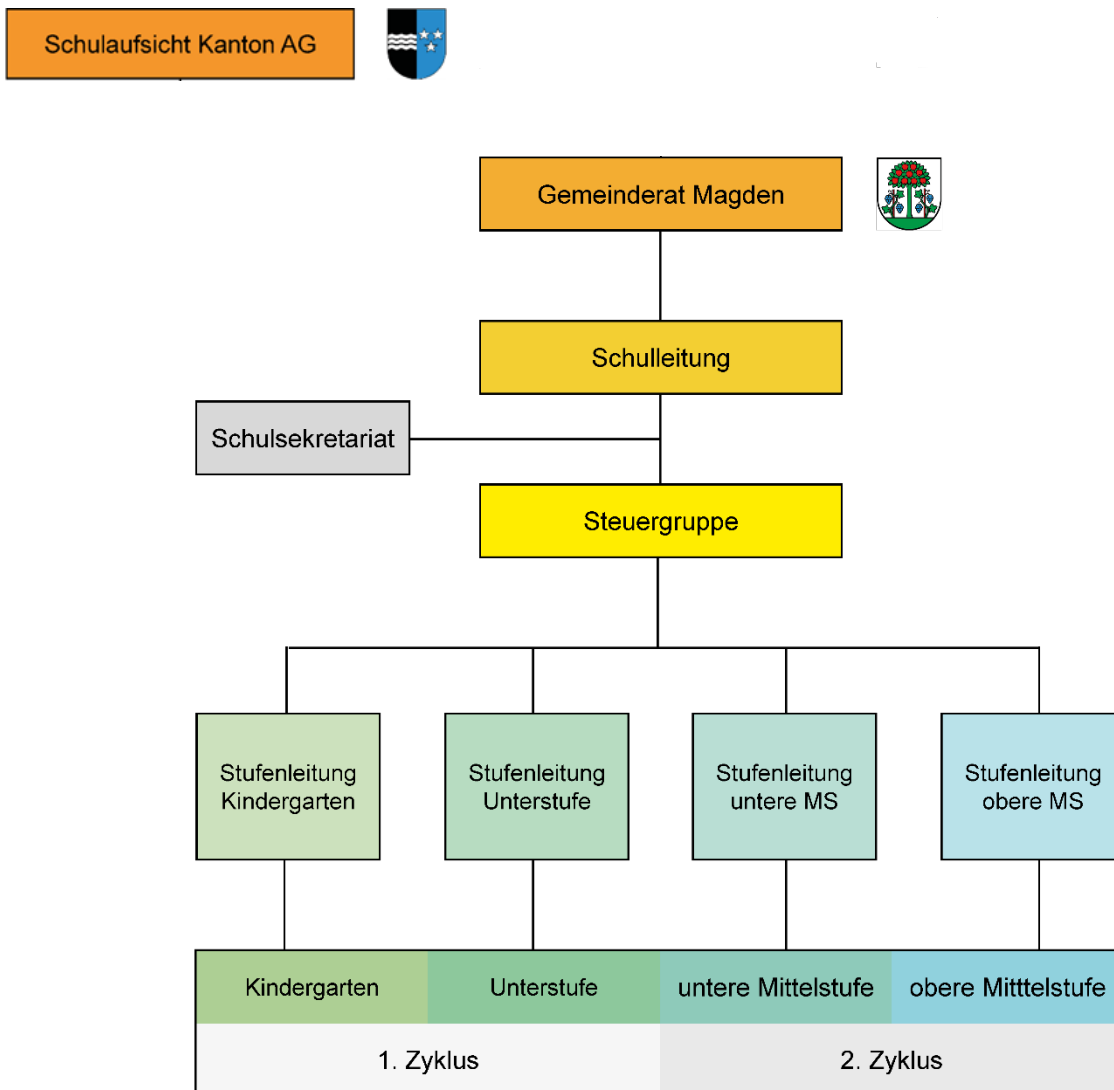 Schulaufsicht Kanton AG
Gemeinderat Magden
Schulleitung
Schulsekretariat
Steuergruppe
Stufenleitung
Kindergarten
Stufenleitung
Unterstufe
Stufenleitung
untere MS
Stufenleitung
obere MS
Kindergarten
Unterstufe
untere Mittelstufe
obere Mitttelstufe
1. Zyklus
2. Zyklus